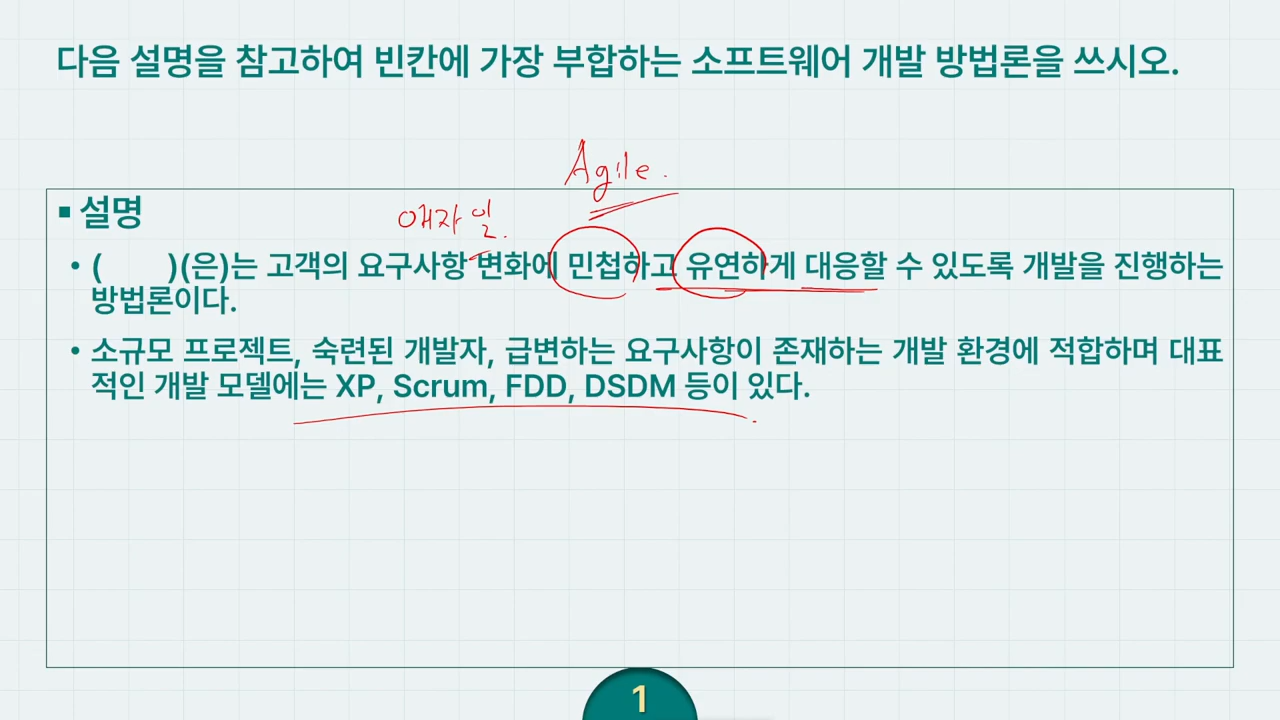 다음 설명을 참고하여 빈칸에 가장 부합하는 소프트웨어 개발 방법론을 쓰시오.
Agile.
▪ 설명
애자일.
• ( )(은)는 고객의 요구사항 변화에 민첩하고 유연하게 대응할 수 있도록 개발을 진행하는
방법론이다.
• 소규모 프로젝트, 숙련된 개발자, 급변하는 요구사항이 존재하는 개발 환경에 적합하며 대표
적인 개발 모델에는 XP, Scrum, FDD, DSDM 등이 있다.
1